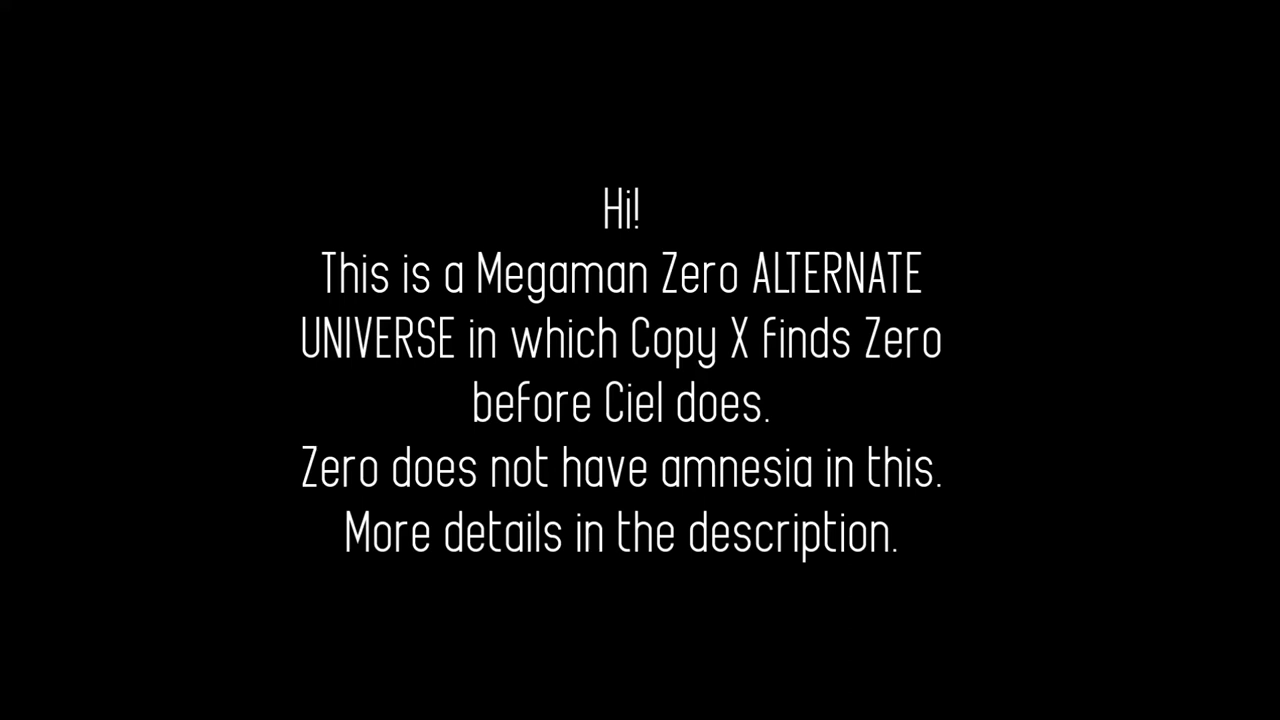 Hi!
This is a Megaman Zero ALTERNATE
UNIVERSE in which Copy X finds Zero
before Ciel does.
Zero does not have amnesia in this.
More details in the description.